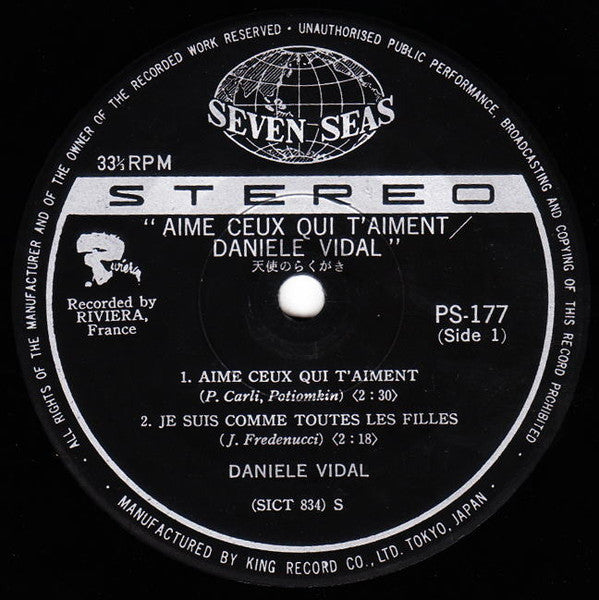 ALL RIGHTS OF THE MANUFACTURER AND OF THE OWNER OF THE RECORDED WORK RESERVED • UNAUTHORISED PUBLIC PERFORMANCE, BROADCASTING AND COPYING OF THIS RECORD PROHIBITED •
SEVEN SEAS
33⅓ RPM
STEREO
"AIME CEUX QUI T'AIMENT/
DANIELE VIDAL"
天使のらくがき
Riviera
Recorded by
RIVIERA,
France
PS-177
(Side 1)
1. AIME CEUX QUI T'AIMENT
(P. Carli, Potiomkin) 〈2:30〉
2. JE SUIS COMME TOUTES LES FILLES
(J. Fredenucci) 〈2:18〉
DANIELE VIDAL
(SICT 834) S
MANUFACTURED BY KING RECORD CO., LTD. TOKYO, JAPAN •